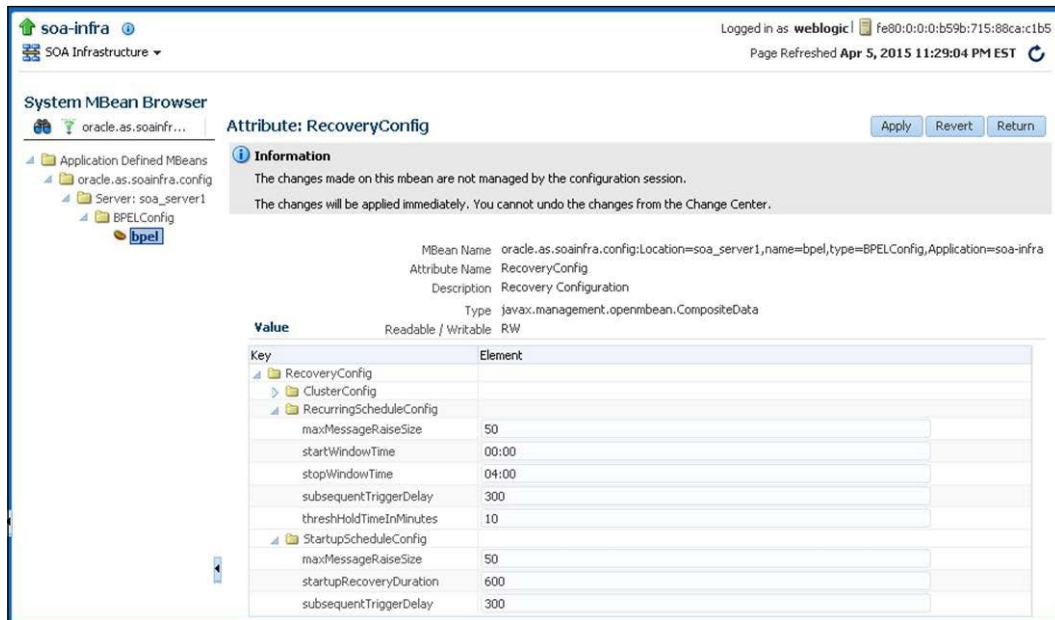 soa-infra
Logged in as weblogic| fe80:0:0:0:b59b:715:88ca:c1b5
SOA Infrastructure
Page Refreshed Apr 5, 2015 11:29:04 PM EST
System MBean Browser
oracle.as.soainfr...
Attribute: RecoveryConfig
Apply Revert Return
Application Defined MBeans
oracle.as.soainfra.config
Server: soa_server1
BPELConfig
bpel
Information
The changes made on this mbean are not managed by the configuration session.
The changes will be applied immediately. You cannot undo the changes from the Change Center.
MBean Name oracle.as.soainfra.config:Location=soa_server1,name=bpel,type=BPELConfig,Application=soa-infra
Attribute Name RecoveryConfig
Description Recovery Configuration
Type javax.management.openmbean.CompositeData
Value
Readable / Writable RW
Key Element
RecoveryConfig
ClusterConfig
RecurringScheduleConfig
maxMessageRaiseSize 50
startWindowTime 00:00
stopWindowTime 04:00
subsequentTriggerDelay 300
threshHoldTimeInMinutes 10
StartupScheduleConfig
maxMessageRaiseSize 50
startupRecoveryDuration 600
subsequentTriggerDelay 300